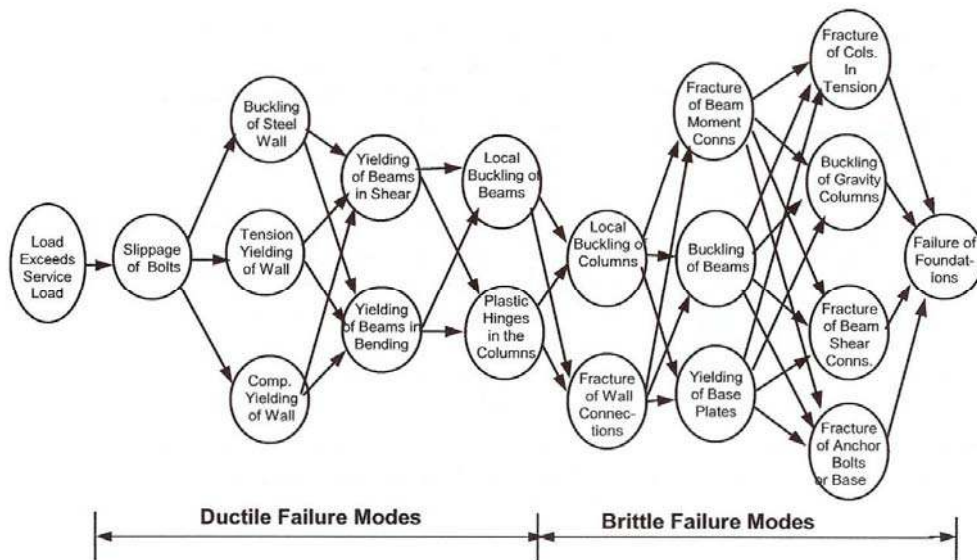 Load
Exceeds
Service
Load
Slippage
of Bolts
Buckling
of Steel
Wall
Tension
Yielding
of Wall
Comp.
Yielding
of Wall
Yielding
of Beams
in Shear
Yielding
of Beams in
Bending
Local
Buckling of
Beams
Plastic
Hinges
in the
Columns
Local
Buckling of
Columns
Fracture
of Wall
Connec-
tions
Fracture
of Beam
Moment
Conns
Buckling
of Beams
Yielding
of Base
Plates
Fracture
of Cols.
In
Tension
Buckling
of Gravity
Columns
Fracture
of Beam
Shear
Conns.
Fracture
of Anchor
Bolts
or Base
Failure of
Foundat-
ions
Ductile Failure Modes
Brittle Failure Modes